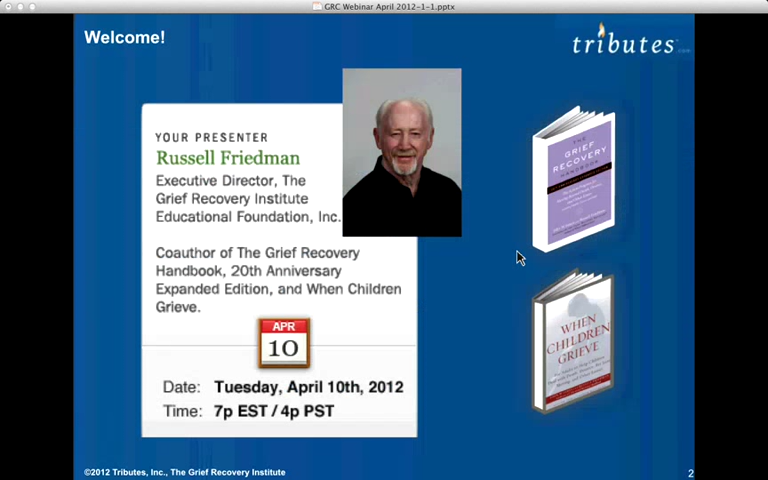 GRC Webinar April 2012-1-1.pptx
Welcome!
tributes.com
YOUR PRESENTER
Russell Friedman
Executive Director, The
Grief Recovery Institute
Educational Foundation, Inc.
Coauthor of The Grief Recovery
Handbook, 20th Anniversary
Expanded Edition, and When Children
Grieve.
APR
10
Date: Tuesday, April 10th, 2012
Time: 7p EST / 4p PST
THE
GRIEF
RECOVERY
HANDBOOK
WHEN
CHILDREN
GRIEVE
©2012 Tributes, Inc., The Grief Recovery Institute
2